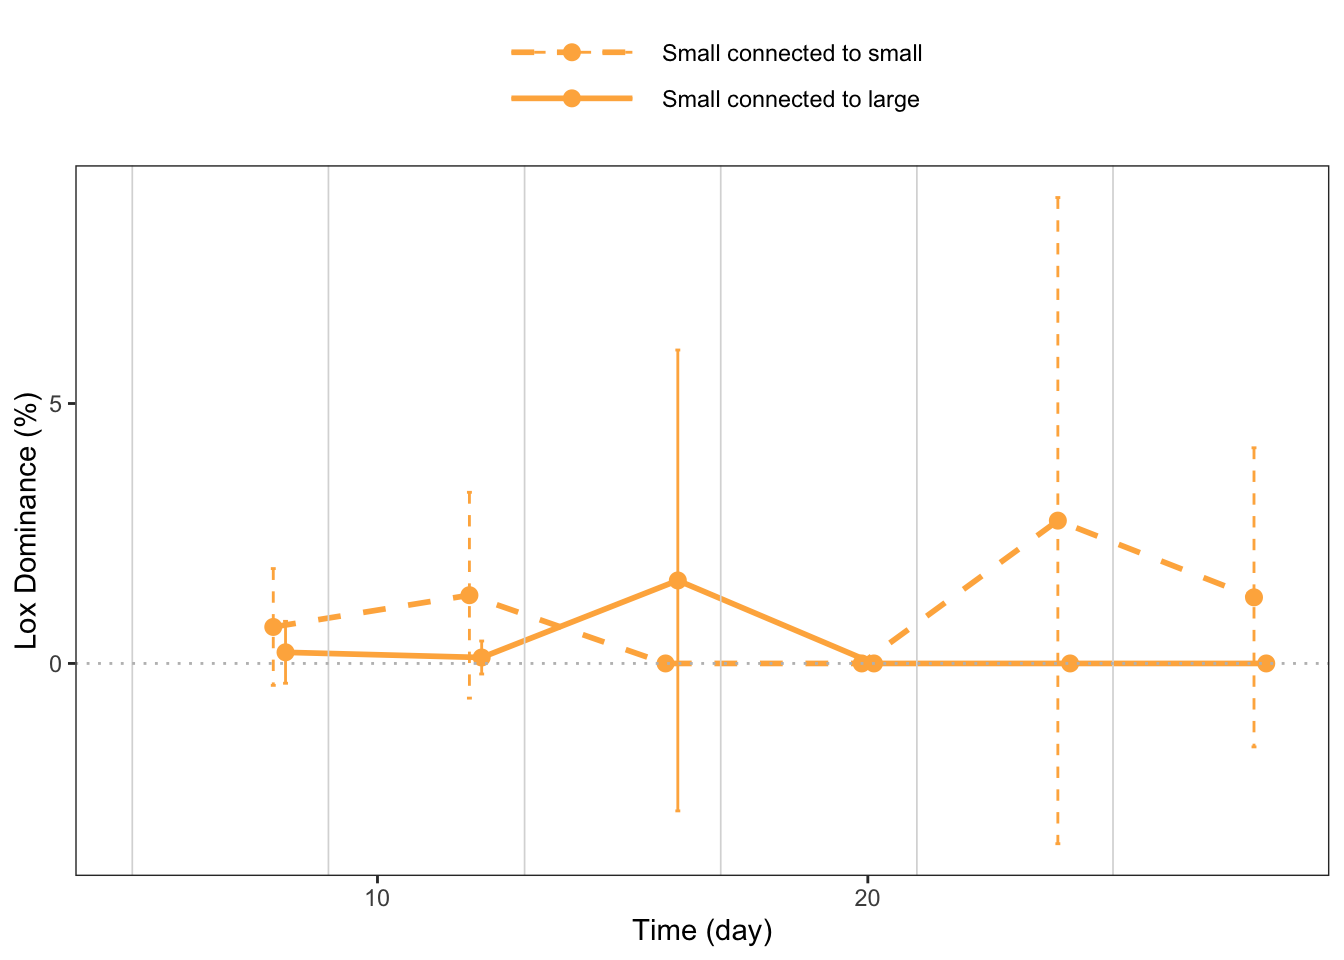 Small connected to small
Small connected to large
Lox Dominance (%)
5
0
10
20
Time (day)